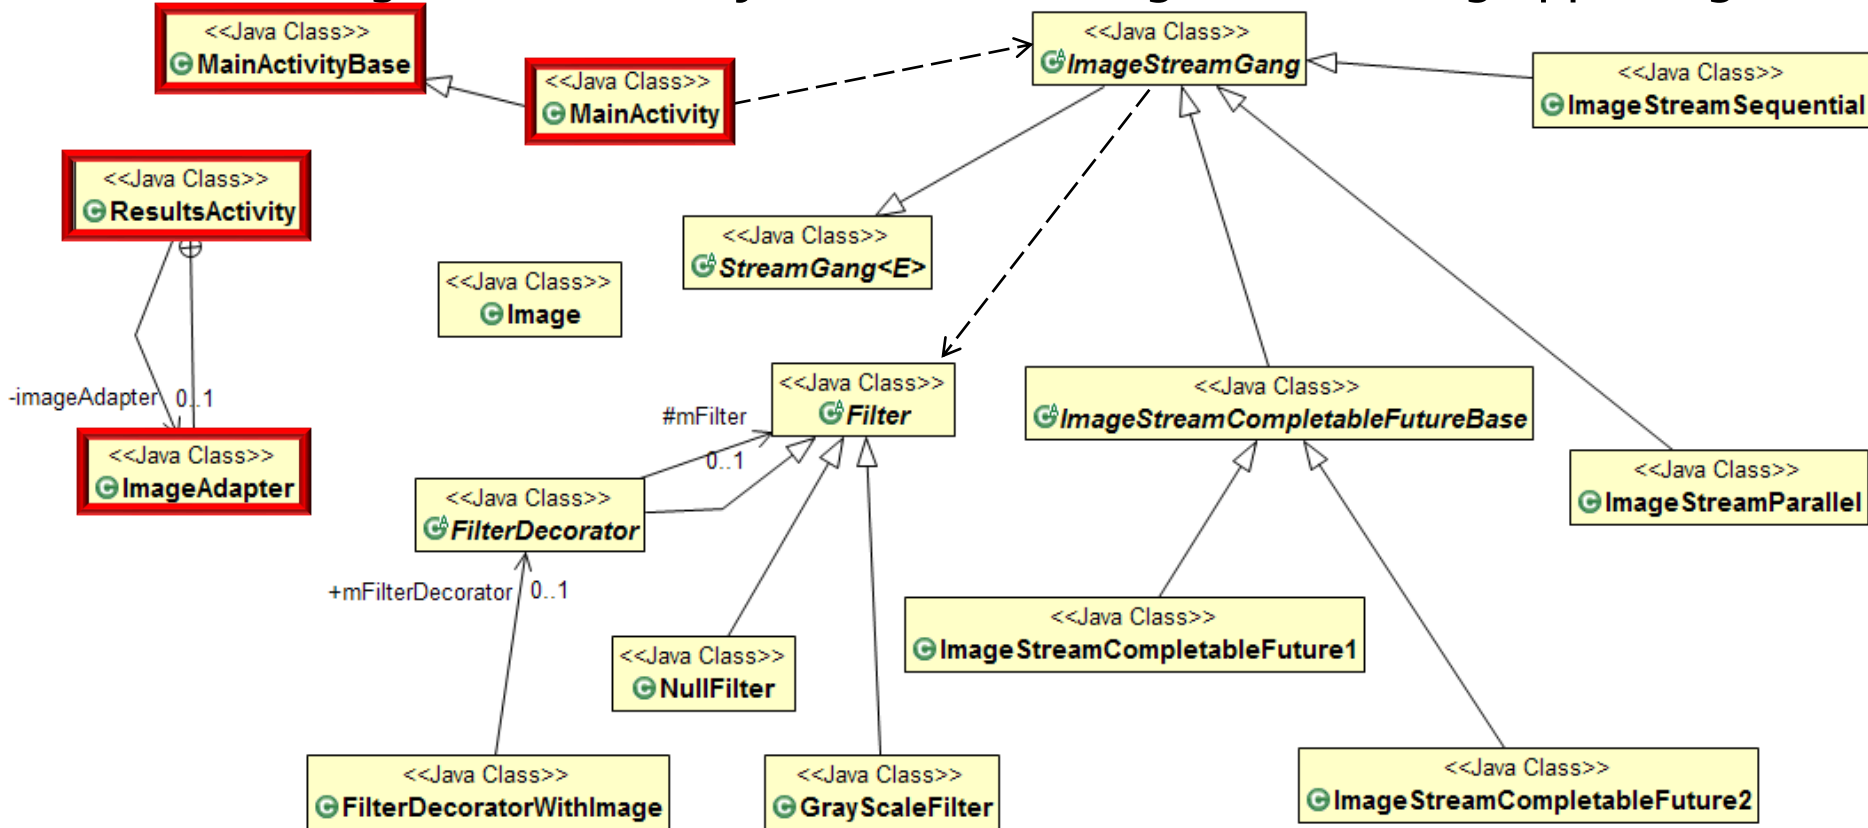 <<Java Class>>
MainActivityBase
<<Java Class>>
MainActivity
<<Java Class>>
ImageStreamGang
<<Java Class>>
ImageStreamSequential
<<Java Class>>
ResultsActivity
<<Java Class>>
StreamGang<E>
<<Java Class>>
Image
-imageAdapter 0..1
<<Java Class>>
ImageAdapter
<<Java Class>>
Filter
#mFilter
0..1
<<Java Class>>
ImageStreamCompletableFutureBase
<<Java Class>>
ImageStreamParallel
<<Java Class>>
FilterDecorator
+mFilterDecorator 0..1
<<Java Class>>
ImageStreamCompletableFuture1
<<Java Class>>
NullFilter
<<Java Class>>
FilterDecoratorWithImage
<<Java Class>>
GrayScaleFilter
<<Java Class>>
ImageStreamCompletableFuture2